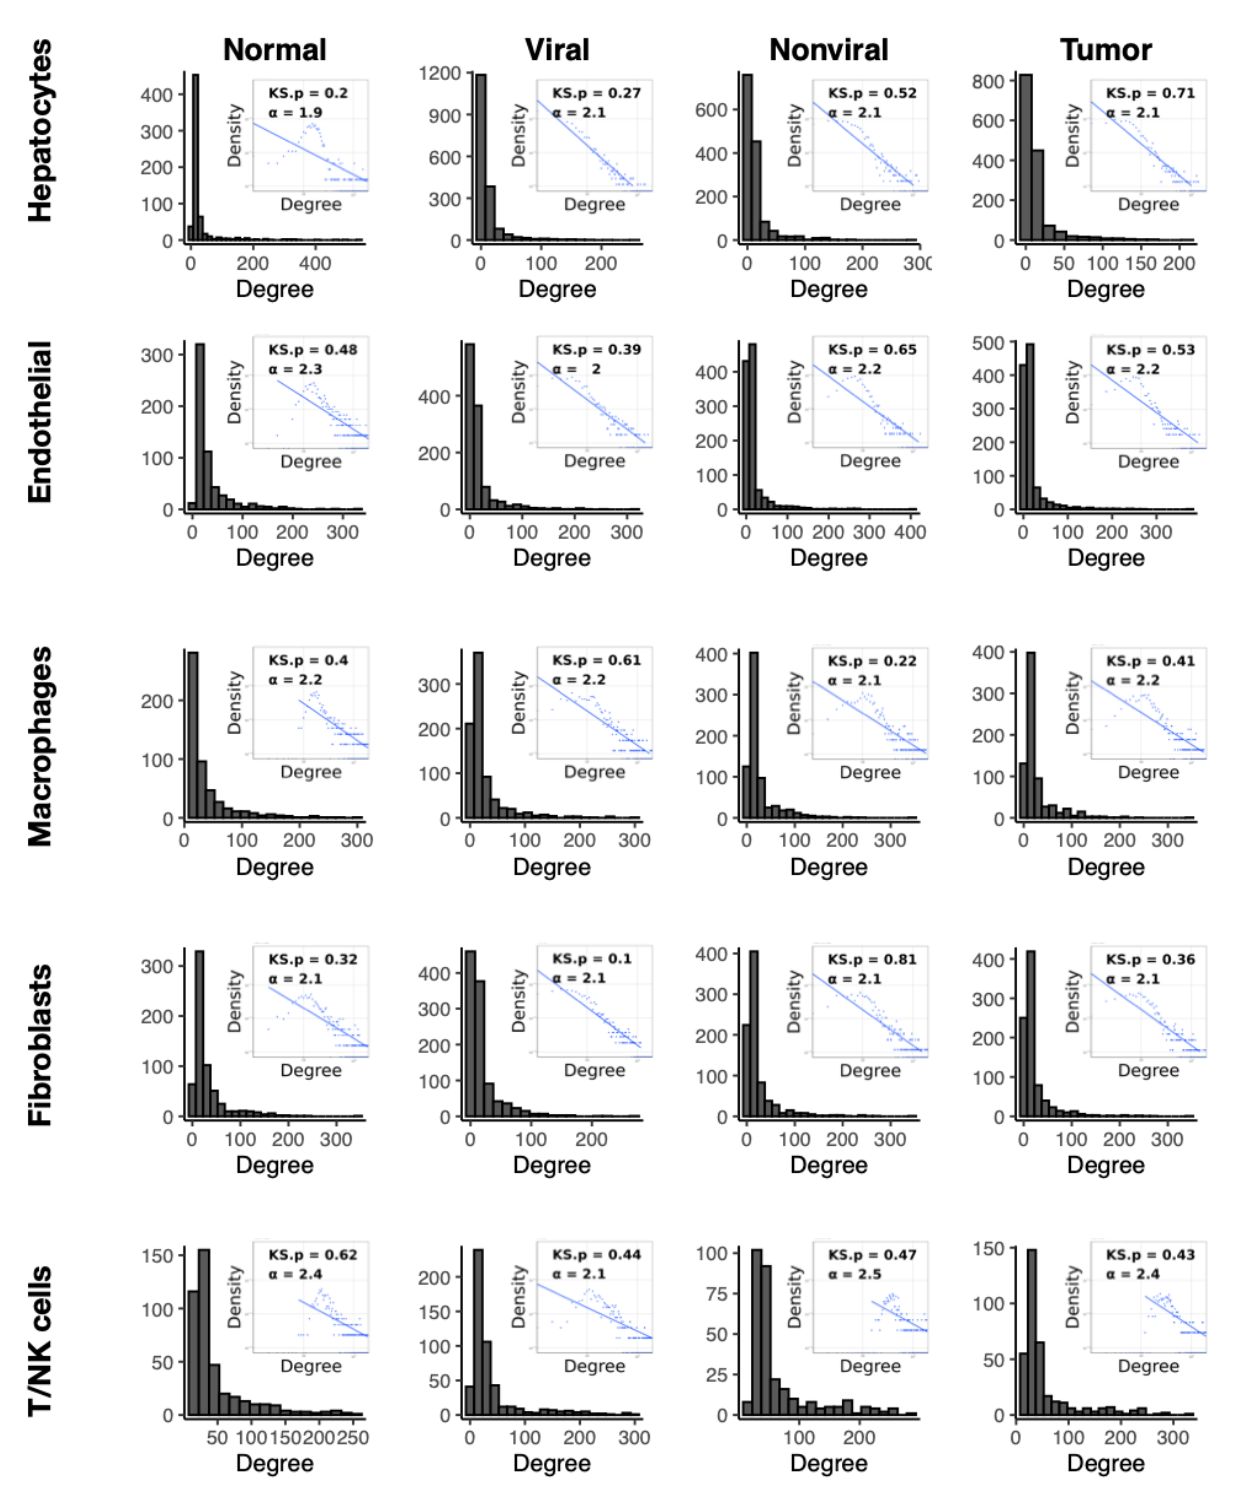 Normal Viral Nonviral Tumor
Hepatocytes
KS.p = 0.2
α = 1.9
Density
Degree
400
300
200
100
0
0 200 400
Degree
KS.p = 0.27
α = 2.1
Density
Degree
1200
900
600
300
0
0 100 200
Degree
KS.p = 0.52
α = 2.1
Density
Degree
600
400
200
0
0 100 200 300
Degree
KS.p = 0.71
α = 2.1
Density
Degree
800
600
400
200
0
0 50 100 150 200
Degree
Endothelial
KS.p = 0.48
α = 2.3
Density
Degree
300
200
100
0
0 100 200 300
Degree
KS.p = 0.39
α = 2
Density
Degree
400
200
0
0 100 200 300
Degree
KS.p = 0.65
α = 2.2
Density
Degree
400
300
200
100
0
0 100 200 300 400
Degree
KS.p = 0.53
α = 2.2
Density
Degree
500
400
300
200
100
0
0 100 200 300
Degree
Macrophages
KS.p = 0.4
α = 2.2
Density
Degree
200
100
0
0 100 200 300
Degree
KS.p = 0.61
α = 2.2
Density
Degree
300
200
100
0
0 100 200 300
Degree
KS.p = 0.22
α = 2.1
Density
Degree
400
300
200
100
0
0 100 200 300
Degree
KS.p = 0.41
α = 2.2
Density
Degree
400
300
200
100
0
0 100 200 300
Degree
Fibroblasts
KS.p = 0.32
α = 2.1
Density
Degree
300
200
100
0
0 100 200 300
Degree
KS.p = 0.1
α = 2.1
Density
Degree
400
300
200
100
0
0 100 200
Degree
KS.p = 0.81
α = 2.1
Density
Degree
400
300
200
100
0
0 100 200 300
Degree
KS.p = 0.36
α = 2.1
Density
Degree
400
300
200
100
0
0 100 200 300
Degree
T/NK cells
KS.p = 0.62
α = 2.4
Density
Degree
150
100
50
0
50 100 150 200 250
Degree
KS.p = 0.44
α = 2.1
Density
Degree
200
150
100
50
0
0 100 200 300
Degree
KS.p = 0.47
α = 2.5
Density
Degree
100
75
50
25
0
100 200
Degree
KS.p = 0.43
α = 2.4
Density
Degree
150
100
50
0
0 100 200 300
Degree